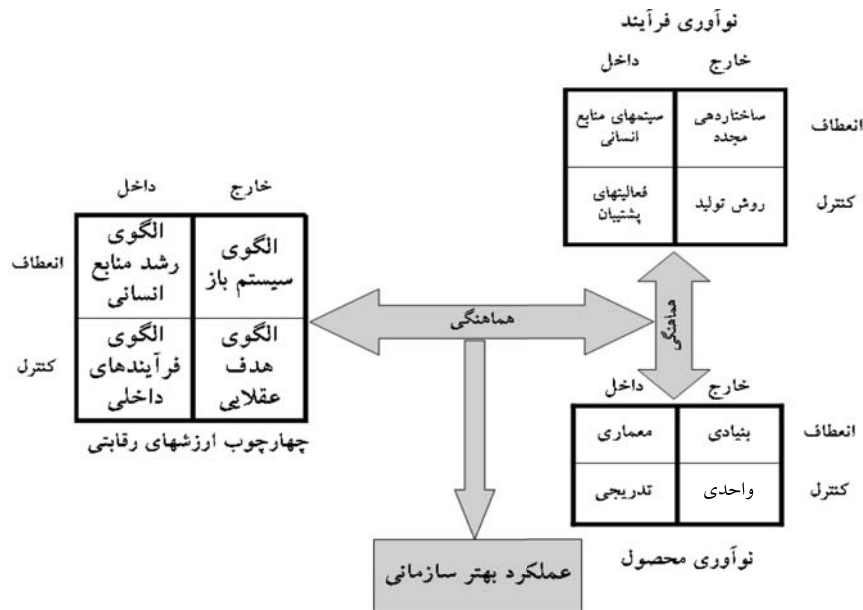 نوآوری فرآیند
خارج داخل
ساختاردهی
مجدد
سیتمهای منابع
انسانی
انعطاف
روش تولید
فعالیتهای
پشتیبان
کنترل
خارج داخل
الگوی
سیستم باز
الگوی
رشد منابع
انسانی
انعطاف
الگوی
هدف
عقلایی
الگوی
فرآیندهای
داخلی
کنترل
چهارچوب ارزشهای رقابتی
هماهنگی
هماهنگی
خارج داخل
بنیادی
معماری
انعطاف
واحدی
تدریجی
کنترل
نوآوری محصول
عملکرد بهتر سازمانی